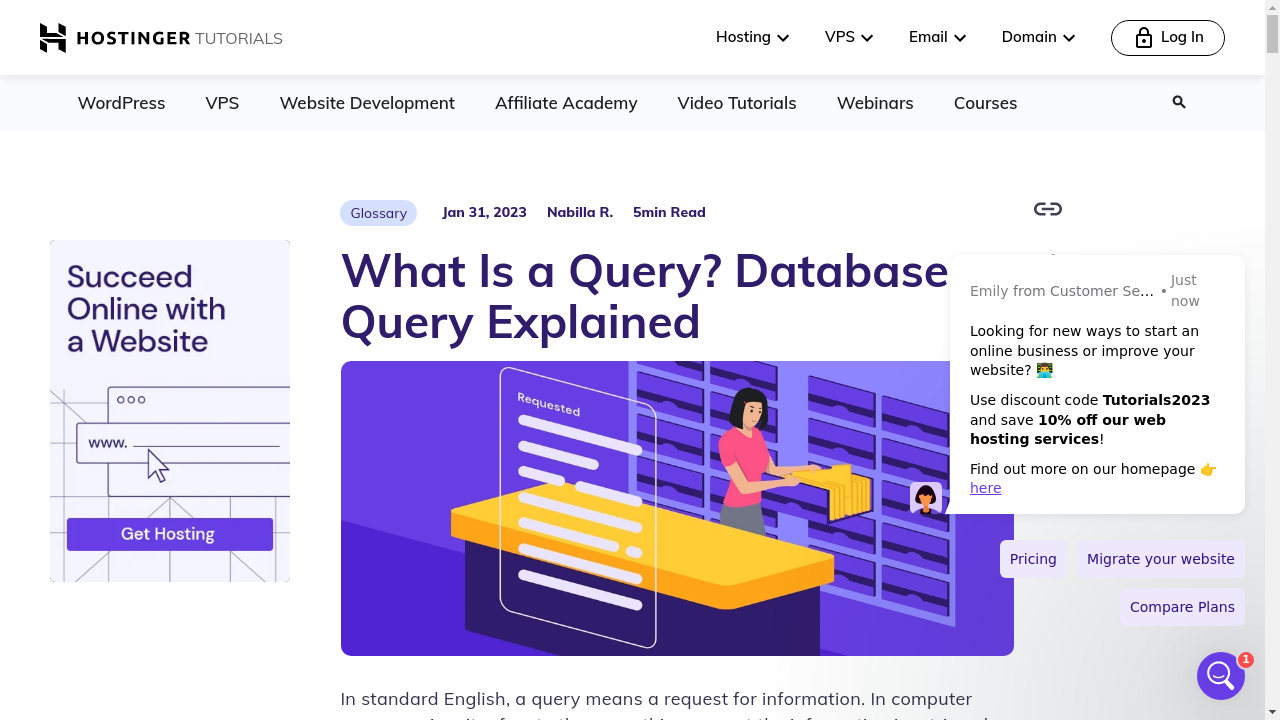 HOSTINGER TUTORIALS
Hosting
VPS
Email
Domain
Log In
WordPress
VPS
Website Development
Affiliate Academy
Video Tutorials
Webinars
Courses
Glossary
Jan 31, 2023
Nabilla R.
5min Read
What Is a Query? Database
Query Explained
Succeed
Online with
a Website
www.
Get Hosting
Requested
Emily from Customer Se... • Just
now
Looking for new ways to start an
online business or improve your
website? 👨‍💻
Use discount code Tutorials2023
and save 10% off our web
hosting services!
Find out more on our homepage 👉
here
Pricing
Migrate your website
Compare Plans
1
In standard English, a query means a request for information. In computer